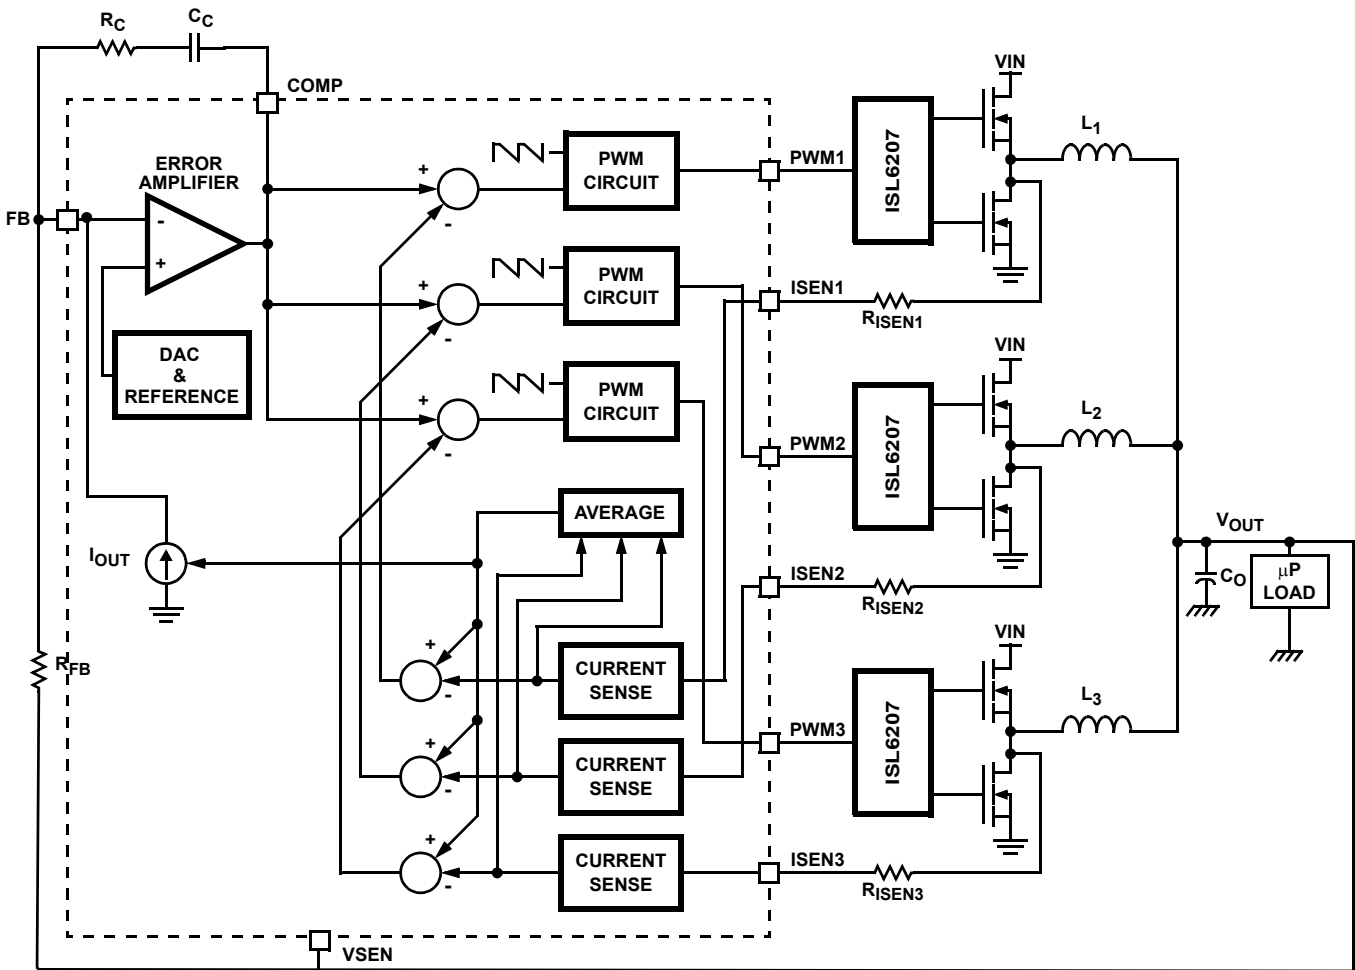 RC
CC
COMP
VIN
ERROR
AMPLIFIER
+
-
PWM
CIRCUIT
PWM1
ISL6207
L1
FB
-
+
+
-
PWM
CIRCUIT
ISEN1
RISEN1
DAC
&
REFERENCE
+
-
PWM
CIRCUIT
VIN
PWM2
ISL6207
L2
AVERAGE
IOUT
VOUT
ISEN2
RISEN2
CO
μP
LOAD
RFB
+
-
CURRENT
SENSE
VIN
PWM3
ISL6207
L3
+
-
CURRENT
SENSE
+
-
CURRENT
SENSE
ISEN3
RISEN3
VSEN